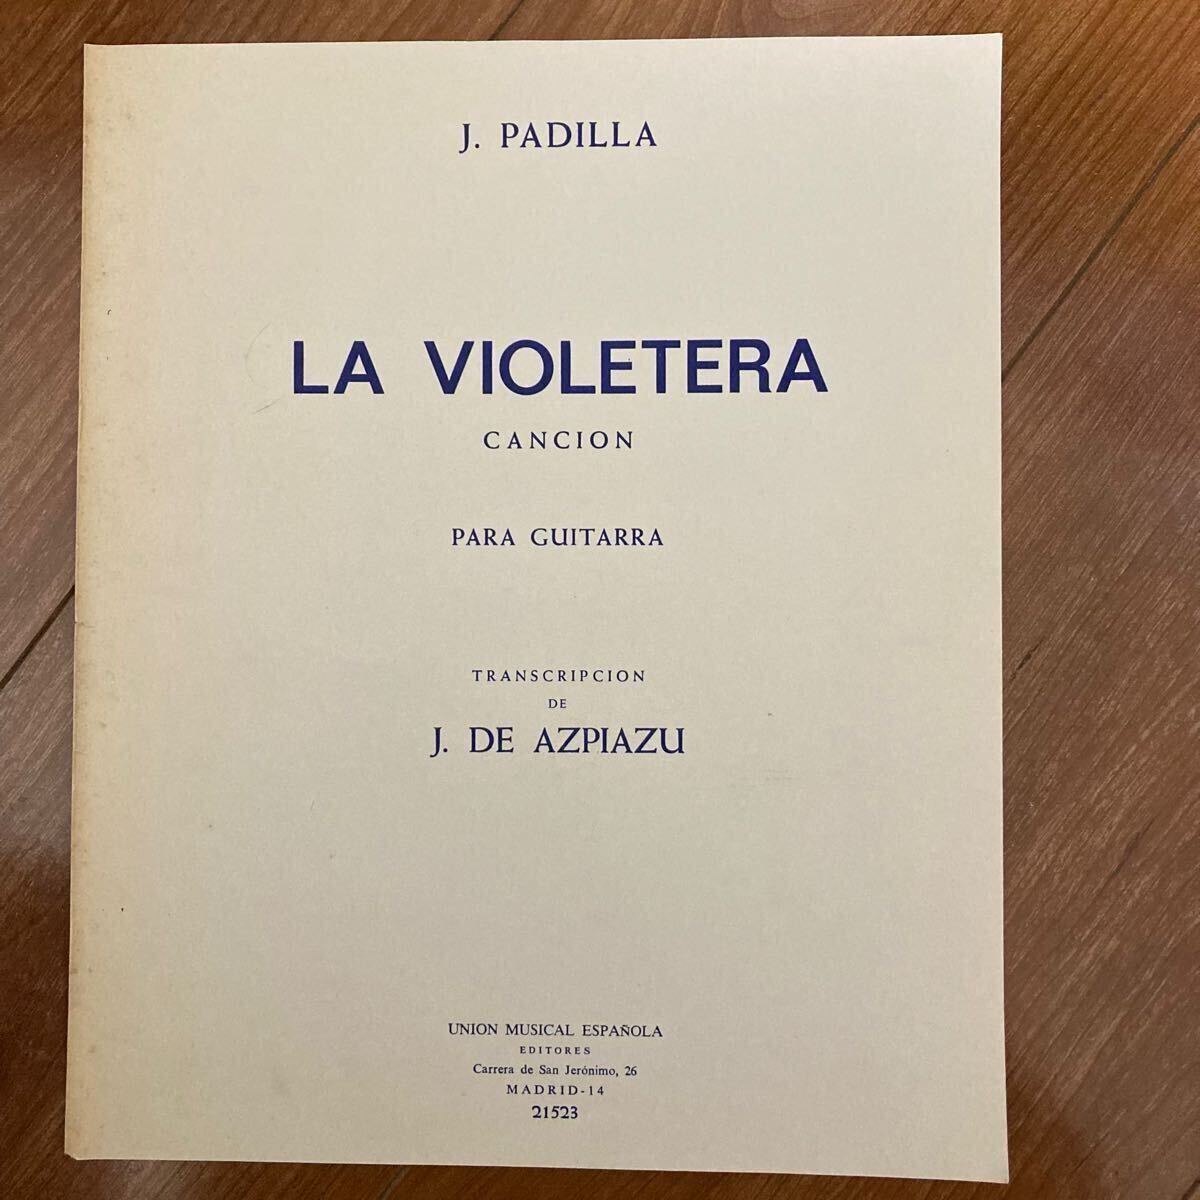 J. PADILLA
LA VIOLETERA
CANCION
PARA GUITARRA
TRANSCRIPCION
DE
J. DE AZPIAZU
UNION MUSICAL ESPAÑOLA
EDITORES
Carrera de San Jerónimo, 26
MADRID-14
21523